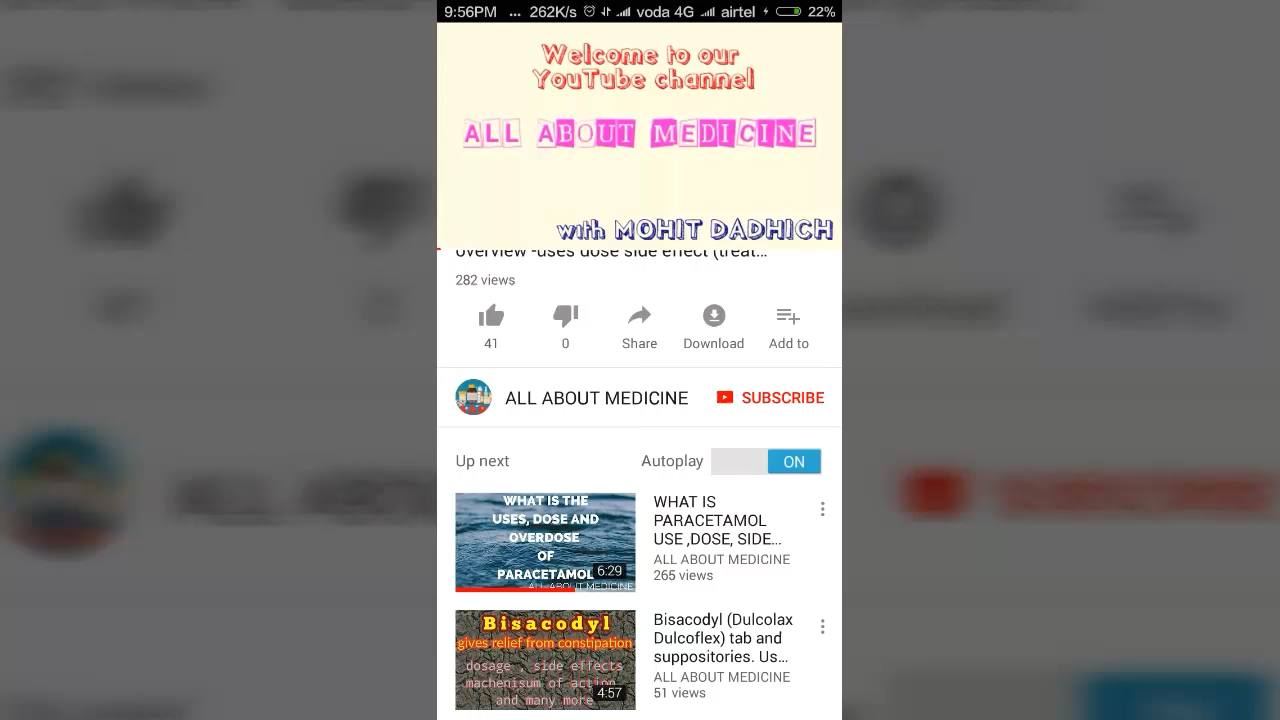 9:56PM ... 262K/s voda 4G airtel 22%
Welcome to our
YouTube channel
ALL ABOUT MEDICINE
with MOHIT DADHICH
overview -uses dose side effect (treat...
282 views
41 0 Share Download Add to
ALL ABOUT MEDICINE SUBSCRIBE
Up next Autoplay ON
WHAT IS THE
USES, DOSE AND
OVERDOSE
OF
PARACETAMOL
6:29
ALL ABOUT MEDICINE
WHAT IS
PARACETAMOL
USE ,DOSE, SIDE...
ALL ABOUT MEDICINE
265 views
Bisacodyl
gives relief from constipation
dosage , side effects
machenisum of action
and many more
4:57
Bisacodyl (Dulcolax
Dulcoflex) tab and
suppositories. Us...
ALL ABOUT MEDICINE
51 views